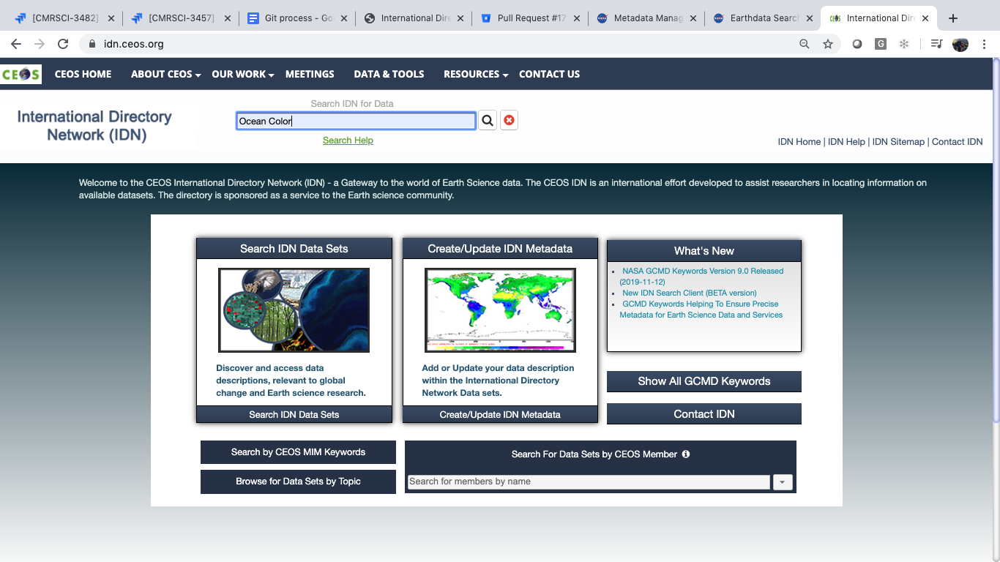 [CMRSCI-3482]
[CMRSCI-3457]
Git process - Go
International Dire
Pull Request #17
Metadata Manag
Earthdata Search
International Dire
idn.ceos.org
G
CEOS
CEOS HOME
ABOUT CEOS
OUR WORK
MEETINGS
DATA & TOOLS
RESOURCES
CONTACT US
International Directory
Network (IDN)
Search IDN for Data
Ocean Color
Search Help
IDN Home | IDN Help | IDN Sitemap | Contact IDN
Welcome to the CEOS International Directory Network (IDN) - a Gateway to the world of Earth Science data. The CEOS IDN is an international effort developed to assist researchers in locating information on
available datasets. The directory is sponsored as a service to the Earth science community.
Search IDN Data Sets
Discover and access data
descriptions, relevant to global
change and Earth science research.
Search IDN Data Sets
Create/Update IDN Metadata
Add or Update your data description
within the International Directory
Network Data sets.
Create/Update IDN Metadata
What's New
NASA GCMD Keywords Version 9.0 Released
(2019-11-12)
New IDN Search Client (BETA version)
GCMD Keywords Helping To Ensure Precise
Metadata for Earth Science Data and Services
Show All GCMD Keywords
Contact IDN
Search by CEOS MIM Keywords
Browse for Data Sets by Topic
Search For Data Sets by CEOS Member
Search for members by name